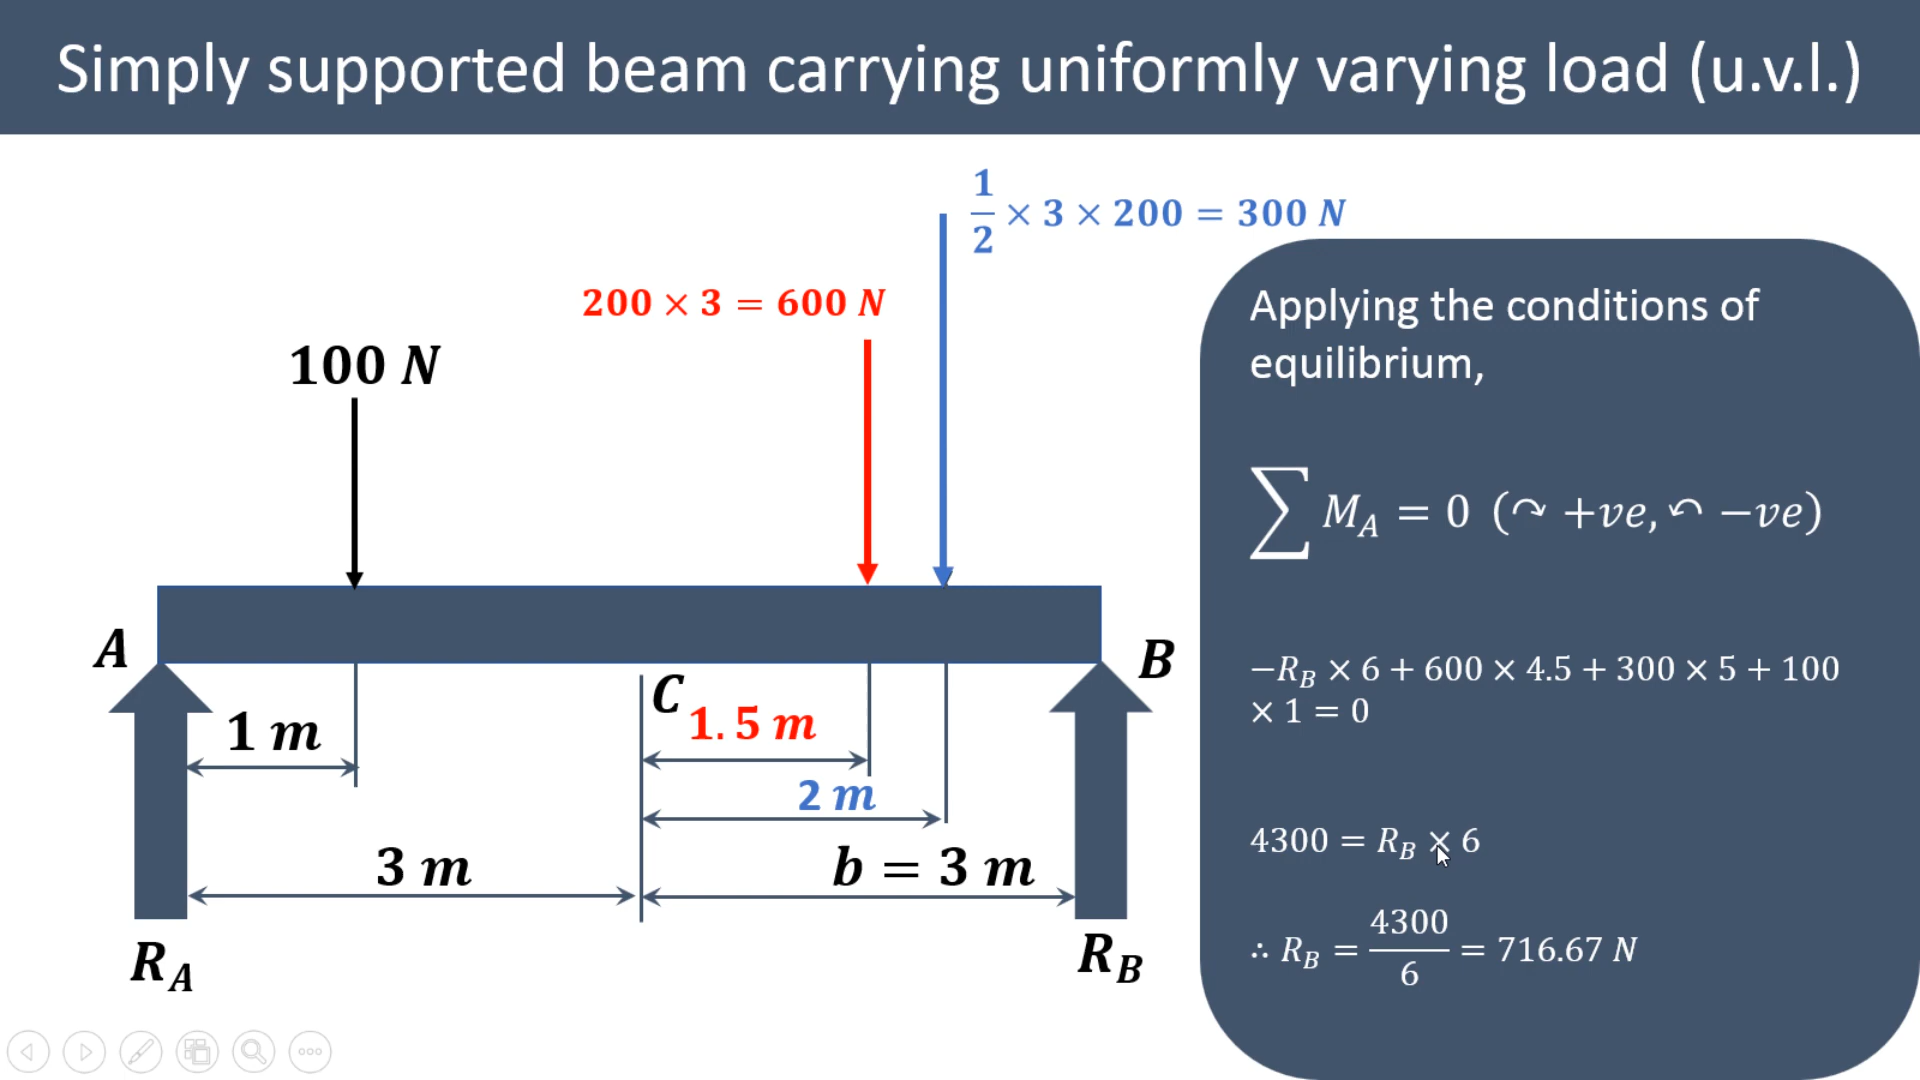 Simply supported beam carrying uniformly varying load (u.v.l.)
1/2 × 3 × 200 = 300 N
200 × 3 = 600 N
100 N
Applying the conditions of
equilibrium,
∑ M_A = 0 (↷ +ve, ↶ −ve)
−R_B × 6 + 600 × 4.5 + 300 × 5 + 100
× 1 = 0
4300 = R_B × 6
∴ R_B = 4300/6 = 716.67 N
A
B
C
1 m
1.5 m
2 m
3 m
b = 3 m
R_A
R_B